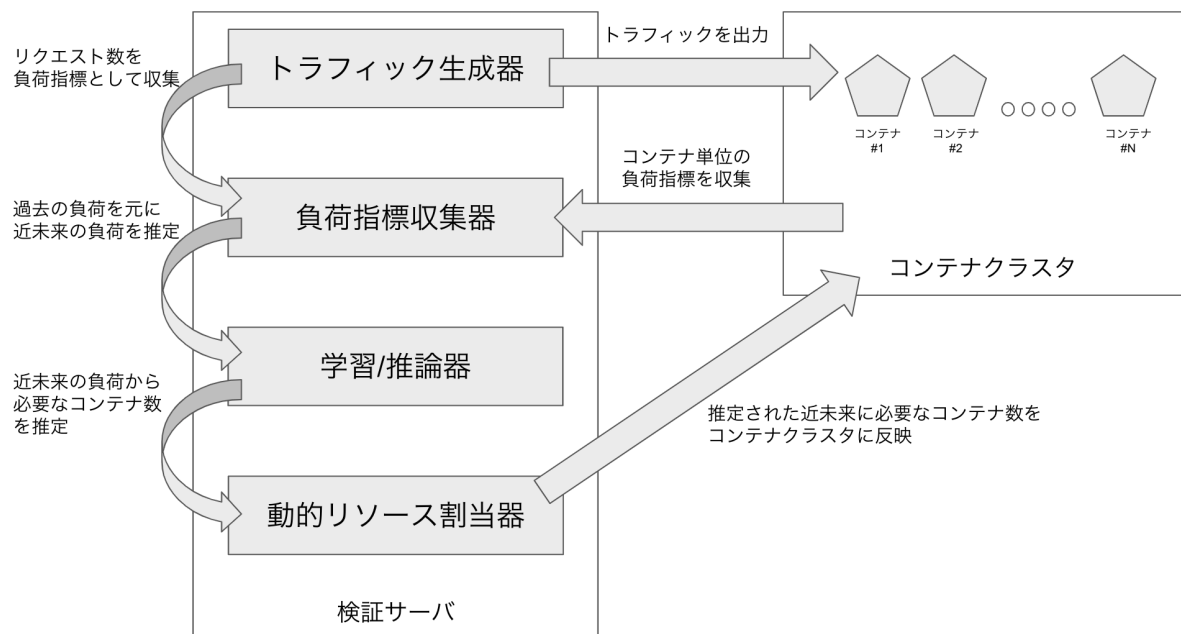 リクエスト数を
負荷指標として収集
トラフィック生成器
トラフィックを出力
コンテナ
#1
コンテナ
#2
コンテナ
#N
コンテナ単位の
負荷指標を収集
過去の負荷を元に
近未来の負荷を推定
負荷指標収集器
コンテナクラスタ
学習/推論器
近未来の負荷から
必要なコンテナ数
を推定
推定された近未来に必要なコンテナ数を
コンテナクラスタに反映
動的リソース割当器
検証サーバ